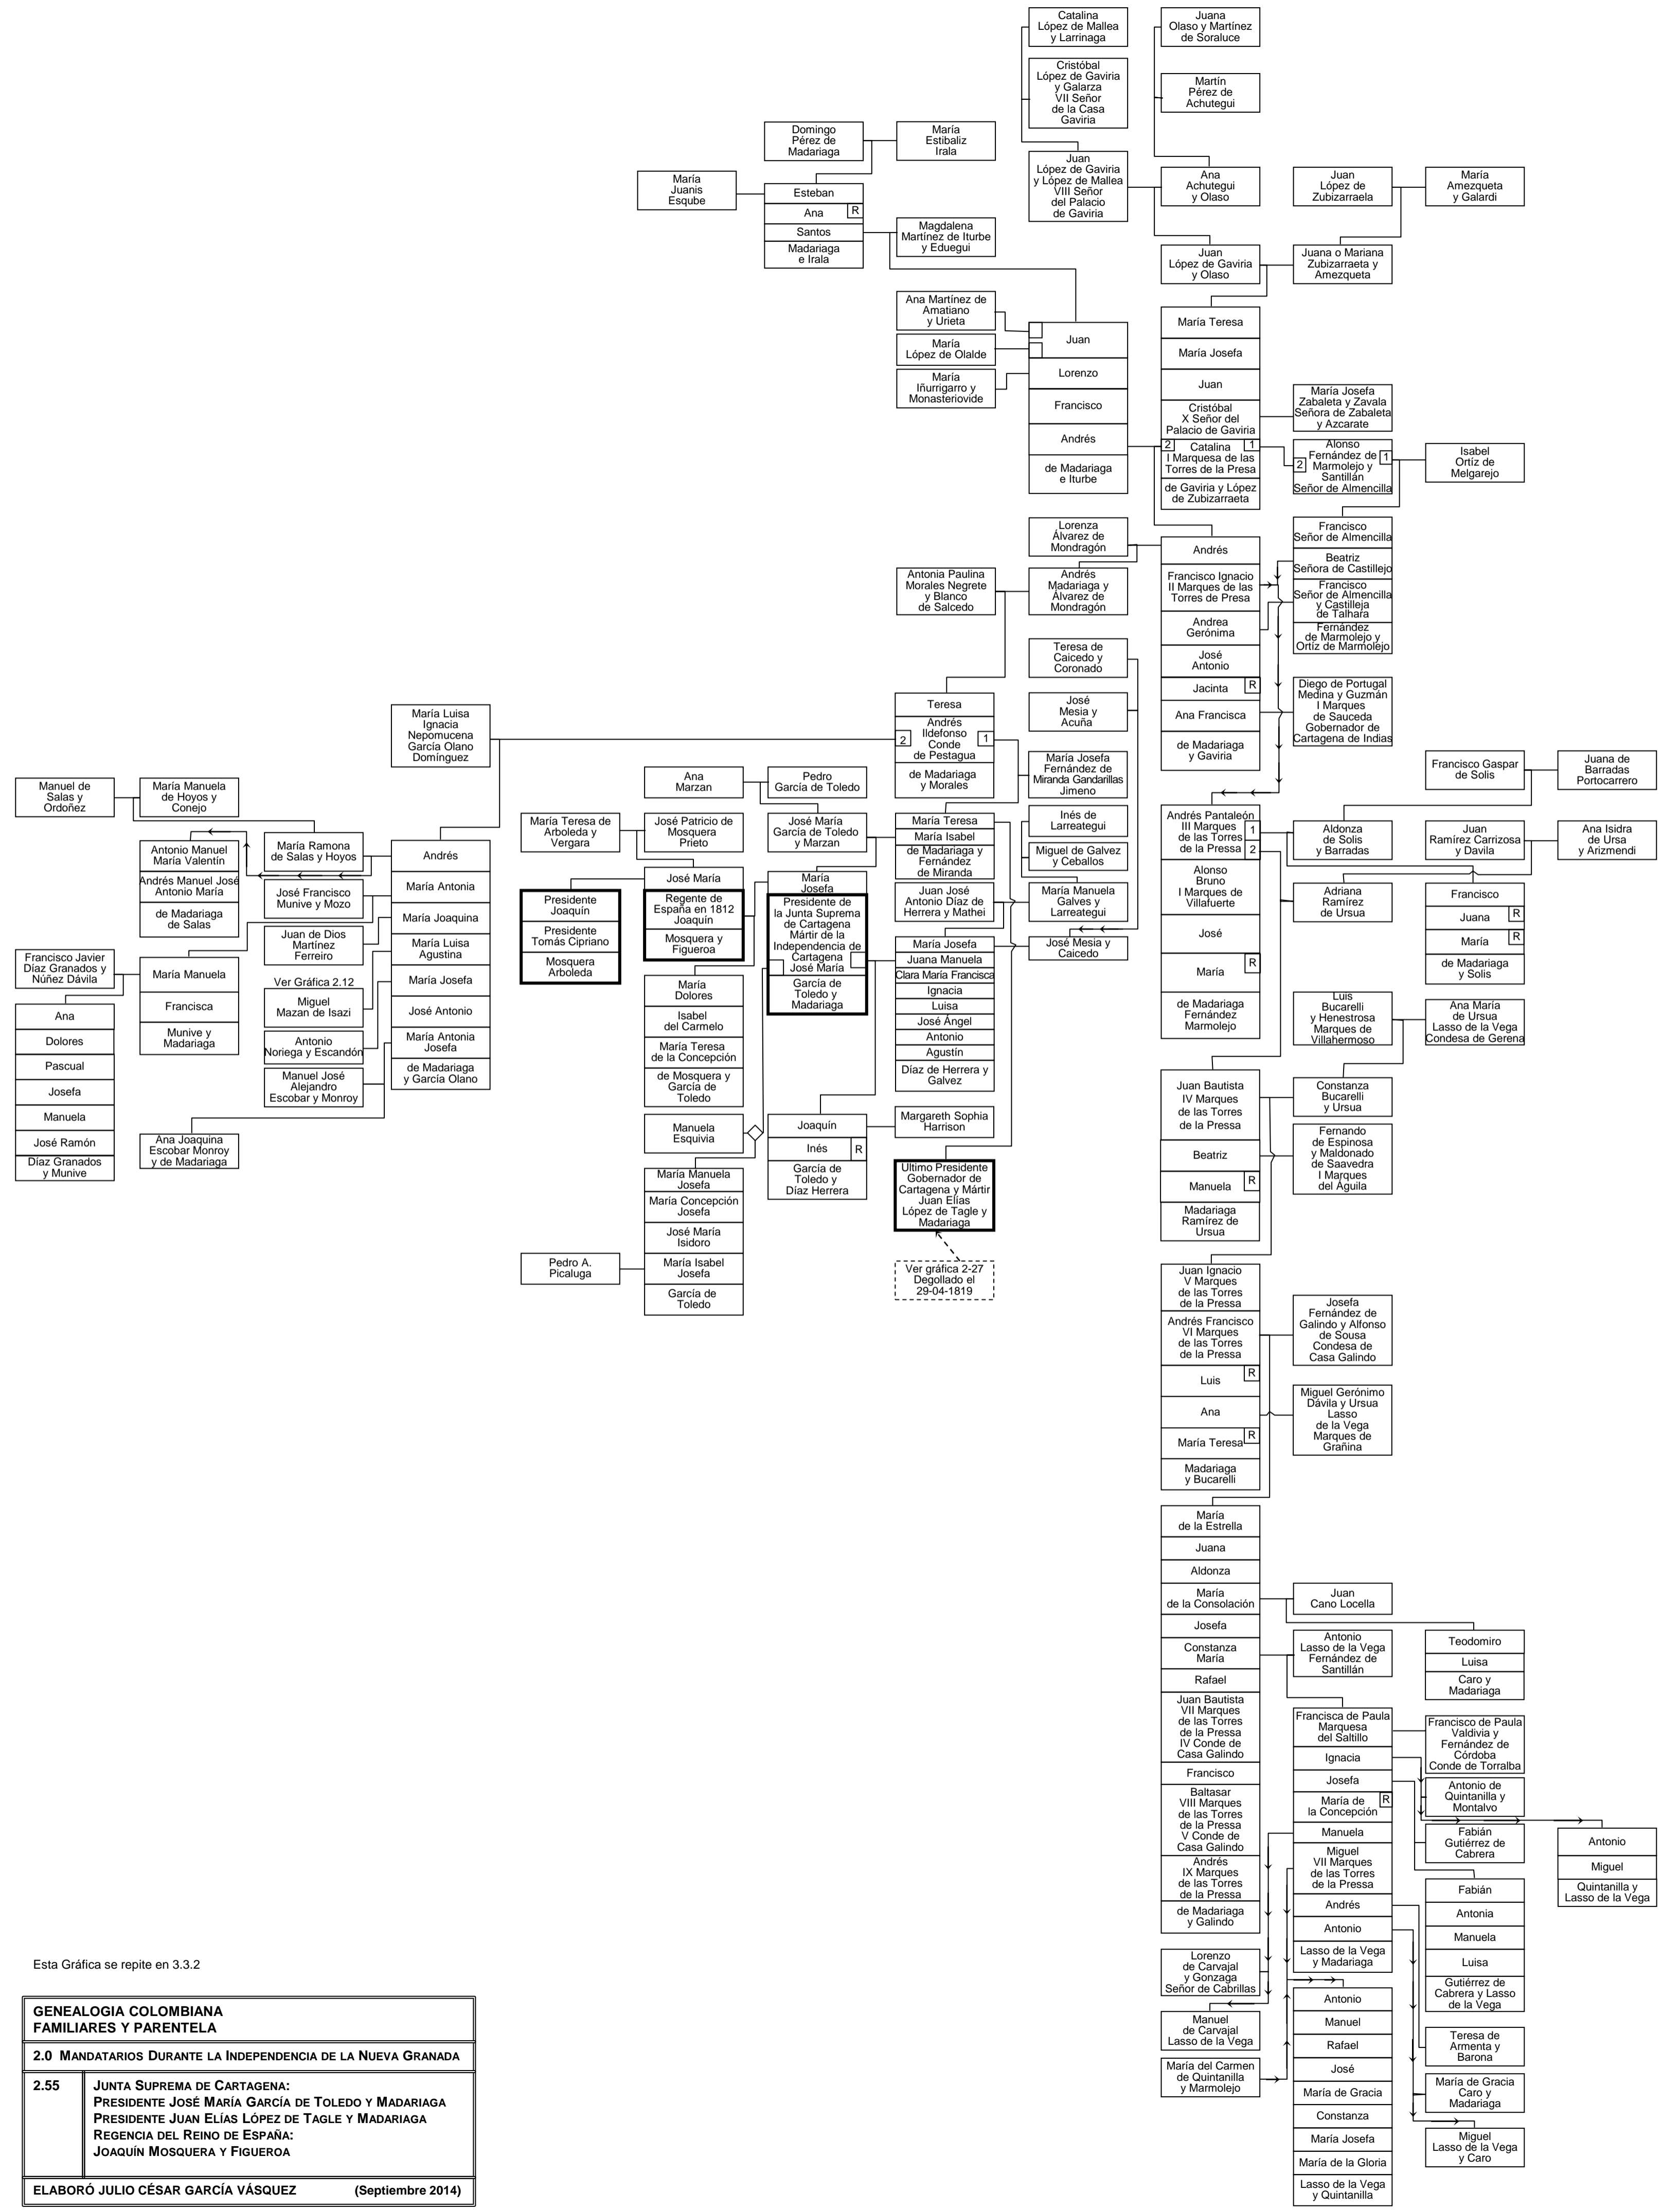 Catalina
López de Mallea
y Larrinaga
Juana
Olaso y Martínez
de Soraluce
Cristóbal
López de Gaviria
y Galarza
VII Señor
de la Casa
Gaviria
Martín
Pérez de
Achutegui
Domingo
Pérez de
Madariaga
María
Estibaliz
Irala
Juan
López de Gaviria
y López de Mallea
VIII Señor
del Palacio
de Gaviria
Ana
Achutegui
y Olaso
Juan
López de
Zubizarraela
María
Amezqueta
y Galardi
María
Juanis
Esqube
Esteban
Ana
R
Santos
Madariaga
e Irala
Magdalena
Martínez de Iturbe
y Eduegui
Juan
López de Gaviria
y Olaso
Juana o Mariana
Zubizarraeta y
Amezqueta
Ana Martínez de
Amatiano
y Urieta
María
López de Olalde
María
Iñurrigarro y
Monasteriovide
Juan
Lorenzo
Francisco
Andrés
de Madariaga
e Iturbe
María Teresa
María Josefa
Juan
Cristóbal
X Señor del
Palacio de Gaviria
2
Catalina
1
I Marquesa de las
Torres de la Presa
de Gaviria y López
de Zubizarraeta
María Josefa
Zabaleta y Zavala
Señora de Zabaleta
y Azcarate
Alonso
Fernández de
1
2
Marmolejo y
Santillán
Señor de Almencilla
Isabel
Ortíz de
Melgarejo
Lorenza
Álvarez de
Mondragón
Antonia Paulina
Morales Negrete
y Blanco
de Salcedo
Andrés
Madariaga y
Álvarez de
Mondragón
Andrés
Francisco Ignacio
II Marques de las
Torres de Presa
Andrea
Gerónima
José
Antonio
Jacinta
R
Ana Francisca
de Madariaga
y Gaviria
Francisco
Señor de Almencilla
Beatriz
Señora de Castillejo
Francisco
Señor de Almencilla
y Castilleja
de Talhara
Fernández
de Marmolejo y
Ortíz de Marmolejo
Diego de Portugal
Medina y Guzmán
I Marques
de Sauceda
Gobernador de
Cartagena de Indias
Teresa de
Caicedo y
Coronado
José
Mesia y
Acuña
María Luisa
Ignacia
Nepomucena
García Olano
Domínguez
Teresa
Andrés
Ildefonso
2
1
Conde
de Pestagua
de Madariaga
y Morales
María Josefa
Fernández de
Miranda Gandarillas
Jimeno
Manuel de
Salas y
Ordoñez
María Manuela
de Hoyos y
Conejo
Ana
Marzan
Pedro
García de Toledo
María Teresa de
Arboleda y
Vergara
José Patricio de
Mosquera
Prieto
José María
García de Toledo
y Marzan
María Teresa
María Isabel
de Madariaga y
Fernández
de Miranda
Inés de
Larreategui
Miguel de Galvez
y Ceballos
Antonio Manuel
María Valentín
Andrés Manuel José
Antonio María
de Madariaga
de Salas
María Ramona
de Salas y Hoyos
José Francisco
Munive y Mozo
Juan de Dios
Martínez
Ferreiro
Ver Gráfica 2.12
Miguel
Mazan de Isazi
Antonio
Noriega y Escandón
Manuel José
Alejandro
Escobar y Monroy
Andrés
María Antonia
María Joaquina
María Luisa
Agustina
María Josefa
José Antonio
María Antonia
Josefa
de Madariaga
y García Olano
Presidente
Joaquín
Presidente
Tomás Cipriano
Mosquera
Arboleda
José María
Regente de
España en 1812
Joaquín
Mosquera y
Figueroa
María
Josefa
Presidente de
la Junta Suprema
de Cartagena
Mártir de la
Independencia de
Cartagena
José María
García de
Toledo y
Madariaga
Juan José
Antonio Díaz de
Herrera y Mathei
María Manuela
Galves y
Larreategui
María Josefa
Juana Manuela
Clara María Francisca
Ignacia
Luisa
José Ángel
Antonio
Agustín
Díaz de Herrera y
Galvez
José Mesia y
Caicedo
Francisco Javier
Díaz Granados y
Núñez Dávila
Ana
Dolores
Pascual
Josefa
Manuela
José Ramón
Díaz Granados
y Munive
María Manuela
Francisca
Munive y
Madariaga
Ana Joaquina
Escobar Monroy
y de Madariaga
María
Dolores
Isabel
del Carmelo
María Teresa
de la Concepción
de Mosquera y
García de
Toledo
Manuela
Esquivia
Joaquín
Inés
R
García de
Toledo y
Díaz Herrera
Margareth Sophia
Harrison
María Manuela
Josefa
María Concepción
Josefa
José María
Isidoro
María Isabel
Josefa
García de
Toledo
Pedro A.
Picaluga
Ultimo Presidente
Gobernador de
Cartagena y Mártir
Juan Elías
López de Tagle y
Madariaga
Ver gráfica 2-27
Degollado el
29-04-1819
Francisco Gaspar
de Solis
Juana de
Barradas
Portocarrero
Andrés Pantaleón
III Marques
1
de las Torres
de la Pressa
2
Alonso
Bruno
I Marques de
Villafuerte
José
María
R
de Madariaga
Fernández
Marmolejo
Aldonza
de Solis
y Barradas
Juan
Ramírez Carrizosa
y Davila
Ana Isidra
de Ursa
y Arizmendi
Adriana
Ramírez
de Ursua
Francisco
Juana
R
María
R
de Madariaga
y Solis
Luis
Bucarelli
y Henestrosa
Marques de
Villahermoso
Ana María
de Ursua
Lasso de la Vega
Condesa de Gerena
Juan Bautista
IV Marques
de las Torres
de la Pressa
Beatriz
Manuela
R
Madariaga
Ramírez de
Ursua
Constanza
Bucarelli
y Ursua
Fernando
de Espinosa
y Maldonado
de Saavedra
I Marques
del Águila
Juan Ignacio
V Marques
de las Torres
de la Pressa
Andrés Francisco
VI Marques
de las Torres
de la Pressa
Luis
R
Ana
María Teresa
R
Madariaga
y Bucarelli
Josefa
Fernández de
Galindo y Alfonso
de Sousa
Condesa de
Casa Galindo
Miguel Gerónimo
Dávila y Ursua
Lasso
de la Vega
Marques de
Grañina
María
de la Estrella
Juana
Aldonza
María
de la Consolación
Josefa
Constanza
María
Rafael
Juan Bautista
VII Marques
de las Torres
de la Pressa
IV Conde de
Casa Galindo
Francisco
Baltasar
VIII Marques
de las Torres
de la Pressa
V Conde de
Casa Galindo
Andrés
IX Marques
de las Torres
de la Pressa
de Madariaga
y Galindo
Juan
Cano Locella
Antonio
Lasso de la Vega
Fernández de
Santillán
Teodomiro
Luisa
Caro y
Madariaga
Francisca de Paula
Marquesa
del Saltillo
Ignacia
Josefa
María de
la Concepción
R
Manuela
Miguel
VII Marques
de las Torres
de la Pressa
Andrés
Antonio
Lasso de la Vega
y Madariaga
Francisco de Paula
Valdivia y
Fernández de
Córdoba
Conde de Torralba
Antonio de
Quintanilla y
Montalvo
Fabián
Gutiérrez de
Cabrera
Antonio
Miguel
Quintanilla y
Lasso de la Vega
Fabián
Antonia
Manuela
Luisa
Gutiérrez de
Cabrera y Lasso
de la Vega
Lorenzo
de Carvajal
y Gonzaga
Señor de Cabrillas
Manuel
de Carvajal
Lasso de la Vega
María del Carmen
de Quintanilla
y Marmolejo
Antonio
Manuel
Rafael
José
María de Gracia
Constanza
María Josefa
María de la Gloria
Lasso de la Vega
y Quintanilla
Teresa de
Armenta y
Barona
María de Gracia
Caro y
Madariaga
Miguel
Lasso de la Vega
y Caro
Esta Gráfica se repite en 3.3.2
GENEALOGIA COLOMBIANA
FAMILIARES Y PARENTELA
2.0 MANDATARIOS DURANTE LA INDEPENDENCIA DE LA NUEVA GRANADA
2.55 JUNTA SUPREMA DE CARTAGENA:
PRESIDENTE JOSÉ MARÍA GARCÍA DE TOLEDO Y MADARIAGA
PRESIDENTE JUAN ELÍAS LÓPEZ DE TAGLE Y MADARIAGA
REGENCIA DEL REINO DE ESPAÑA:
JOAQUÍN MOSQUERA Y FIGUEROA
ELABORÓ JULIO CÉSAR GARCÍA VÁSQUEZ (Septiembre 2014)